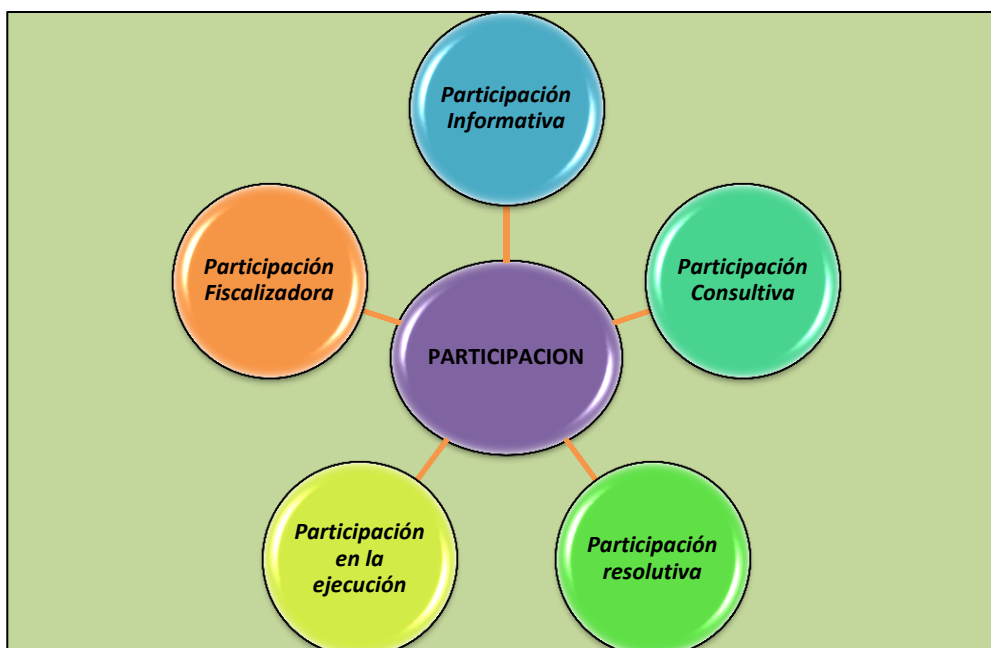 Participación
Informativa
Participación
Fiscalizadora
Participación
Consultiva
PARTICIPACION
Participación
en la
ejecución
Participación
resolutiva